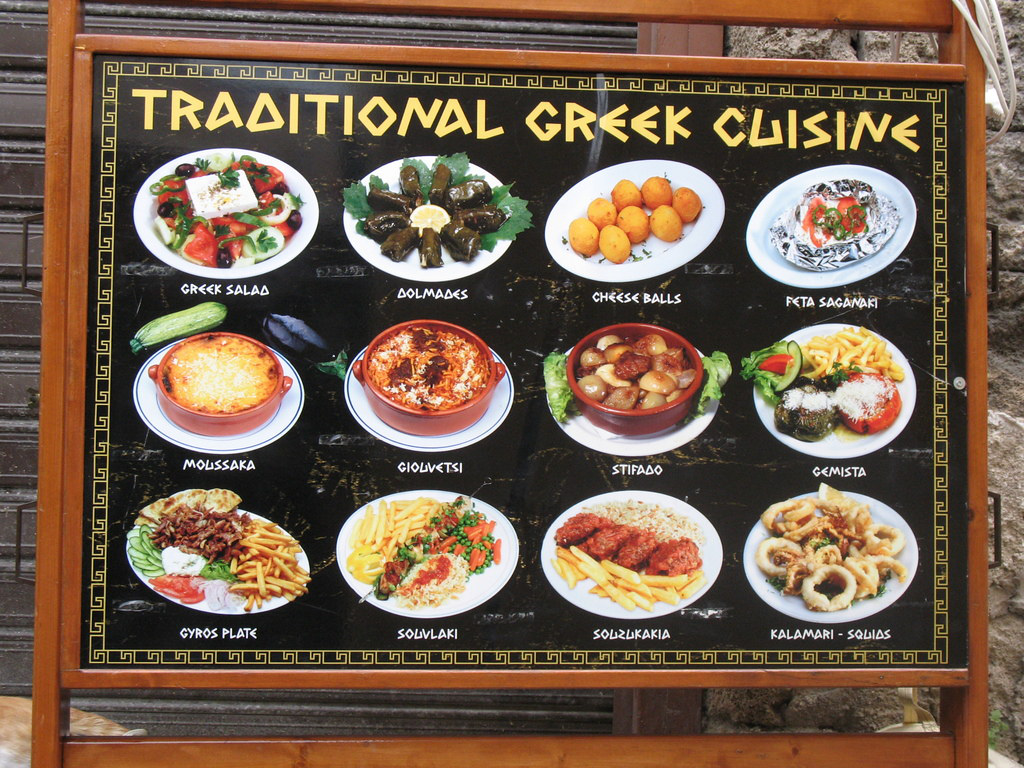 TRADITIONAL GREEK CUISINE
GREEK SALAD
DOLMADES
CHEESE BALLS
FETA SAGANAKI
MOUSSAKA
GIOUVETSI
STIFADO
GEMISTA
GYROS PLATE
SOUVLAKI
SOUZUKAKIA
KALAMARI - SQUIDS